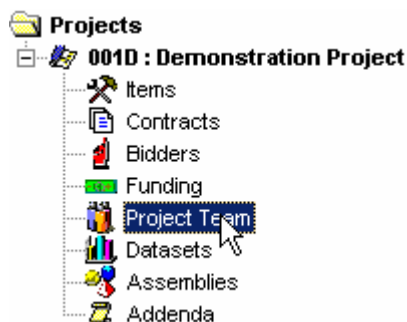 Projects
001D : Demonstration Project
Items
Contracts
Bidders
Funding
Project Team
Datasets
Assemblies
Addenda